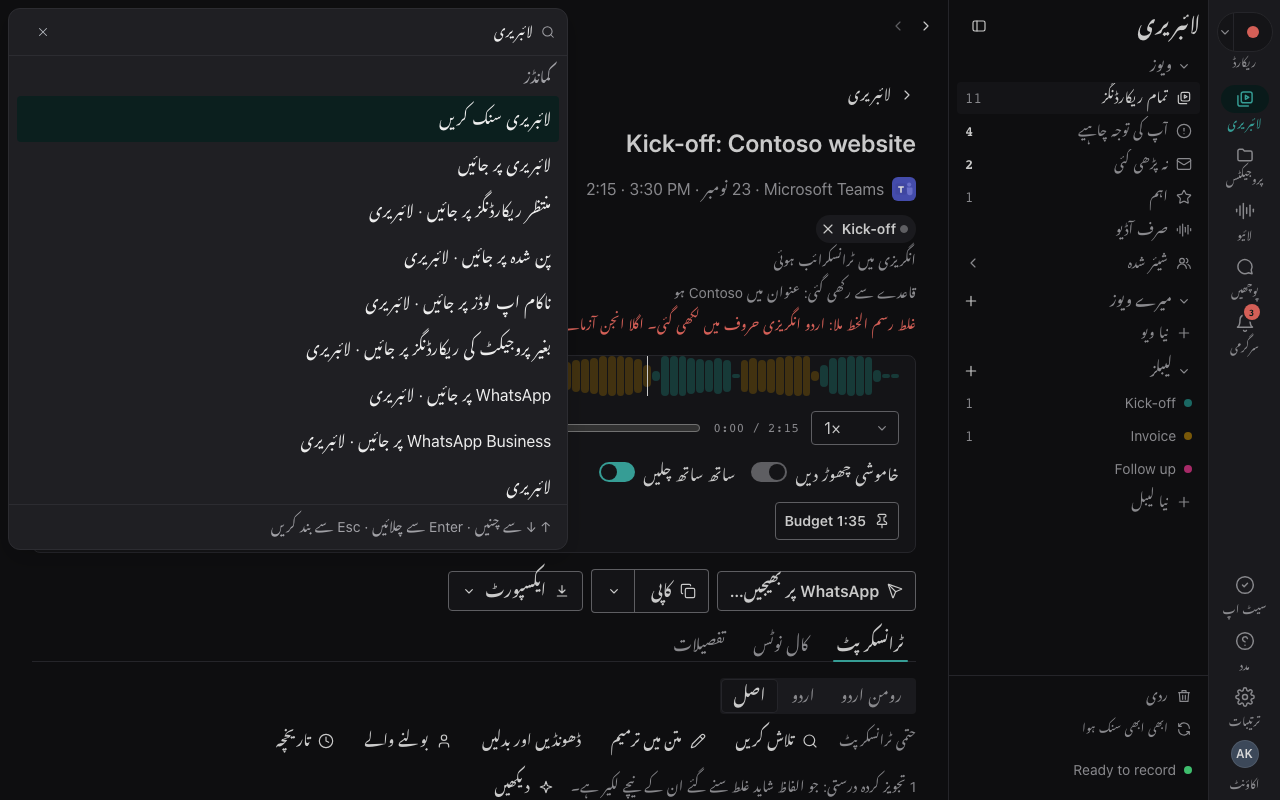 ریکارڈ
لائبریری
پروجیکٹس
لائیو
پوچھیں
3
سرگرمی
سیٹ اپ
مدد
ترتیبات
AK
اکاؤنٹ
لائبریری
ویوز
تمام ریکارڈنگز 11
آپ کی توجہ چاہیے 4
نہ پڑھی گئی 2
اہم 1
صرف آڈیو
شیئر شدہ
میرے ویوز
نیا ویو
لیبلز
Kick-off 1
Invoice 1
Follow up
نیا لیبل
ردی
ابھی ابھی سنک ہوا
Ready to record
لائبریری
Kick-off: Contoso website
Microsoft Teams · 23 نومبر · 3:30 PM · 2:15
Kick-off
انگریزی میں ٹرانسکرائب ہوئی
قاعدے سے رکھی گئی: عنوان میں Contoso ہو
غلط رسم الخط ملا: اردو انگریزی حروف میں لکھی گئی۔ اگلا انجن آزمائے
1x 0:00 / 2:15
خاموشی چھوڑ دیں ساتھ ساتھ چلیں
Budget 1:35
WhatsApp پر بھیجیں...
کاپی
ایکسپورٹ
ٹرانسکرپٹ کال نوٹس تفصیلات
رومن اردو اردو اصل
حتمی ٹرانسکرپٹ تلاش کریں متن میں ترمیم ڈھونڈیں اور بدلیں بولنے والے تاریخچہ
1 تجویز کردہ درستی: جو الفاظ شاید غلط سنے گئے ان کے نیچے لکیر ہے۔ دیکھیں
لائبریری
کمانڈز
لائبریری سنک کریں
لائبریری پر جائیں
منتظر ریکارڈنگز پر جائیں · لائبریری
پن شدہ پر جائیں · لائبریری
ناکام اپ لوڈز پر جائیں · لائبریری
بغیر پروجیکٹ کی ریکارڈنگز پر جائیں · لائبریری
WhatsApp پر جائیں · لائبریری
WhatsApp Business پر جائیں · لائبریری
لائبریری
↑ ↓ سے چنیں · Enter سے چلائیں · Esc سے بند کریں